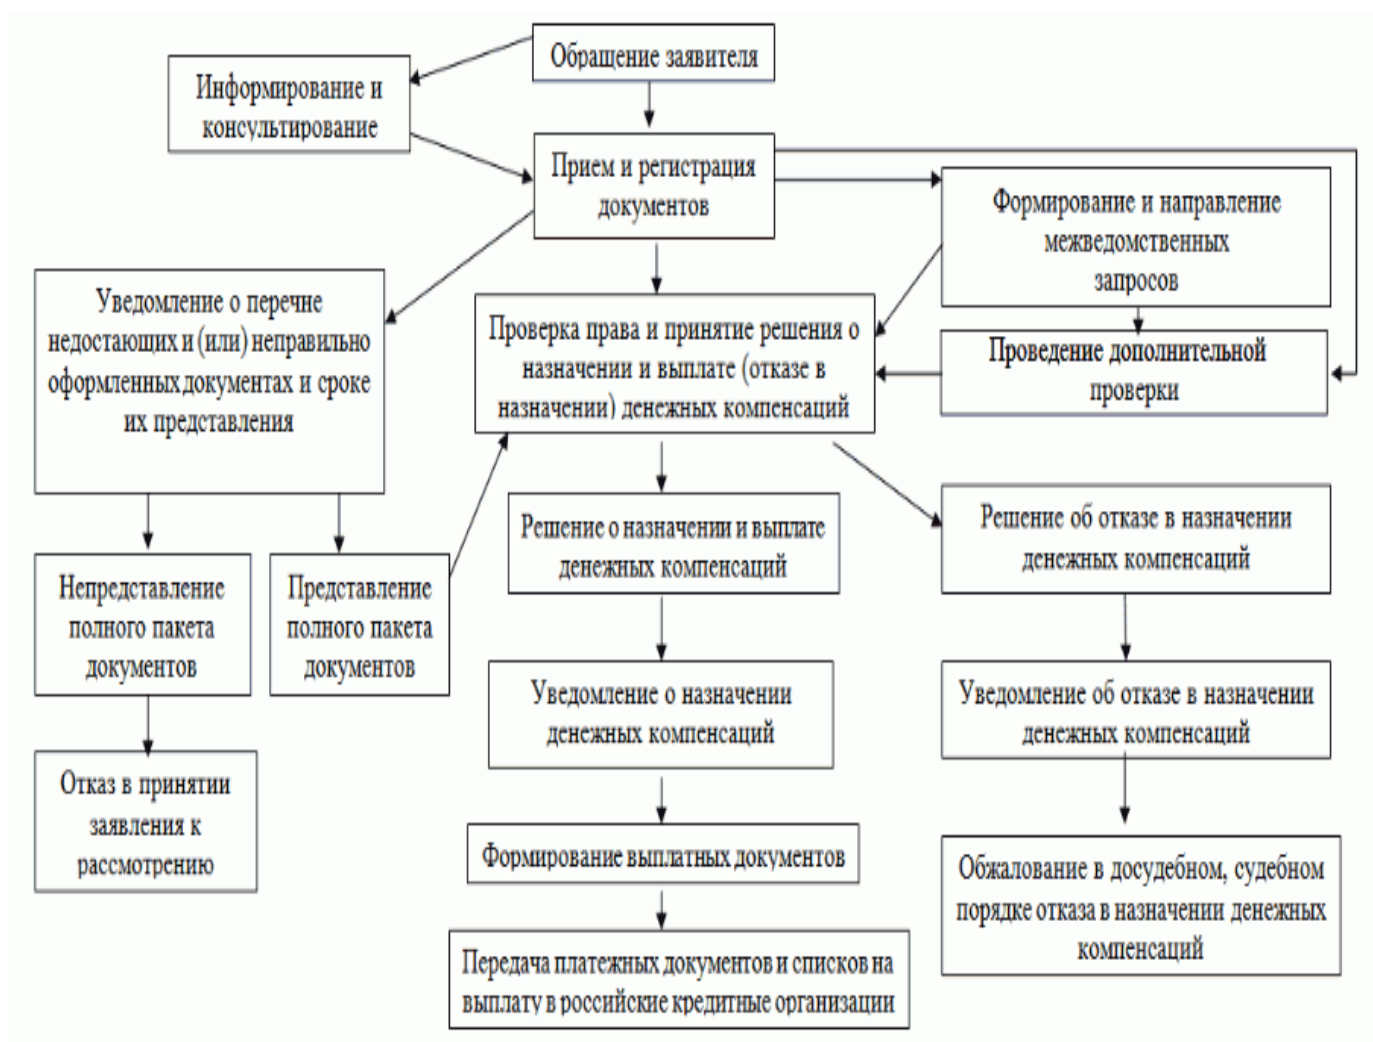 Обращение заявителя
Информирование и
консультирование
Прием и регистрация
документов
Формирование и направление
межведомственных
запросов
Уведомление о перечне
недостающих и (или) неправильно
оформленных документах и сроке
их представления
Проверка права и принятие решения о
назначении и выплате (отказе в
назначении) денежных компенсаций
Проведение дополнительной
проверки
Непредставление
полного пакета
документов
Представление
полного пакета
документов
Решение о назначении и выплате
денежных компенсаций
Решение об отказе в назначении
денежных компенсаций
Уведомление о назначении
денежных компенсаций
Уведомление об отказе в назначении
денежных компенсаций
Отказ в принятии
заявления к
рассмотрению
Формирование выплатных документов
Обжалование в досудебном, судебном
порядке отказа в назначении денежных
компенсаций
Передача платежных документов и списков на
выплату в российские кредитные организации